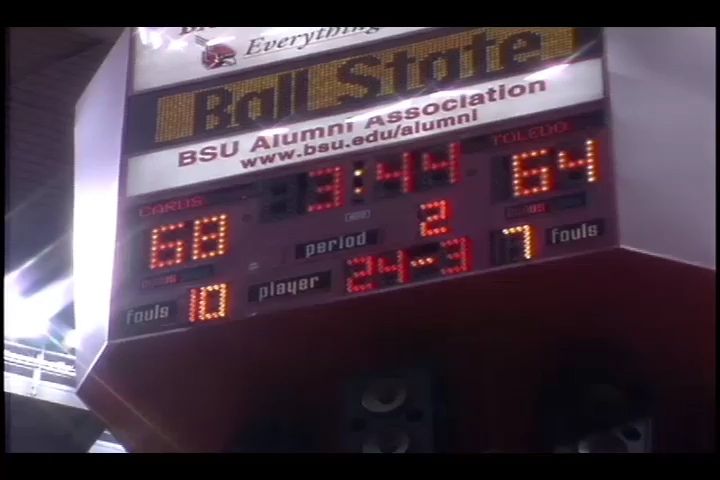 Everything
Ball State
BSU Alumni Association
www.bsu.edu/alumni
CARDS 3:44 TOLEDO
68 64
period 2
fouls 10 player 24-3 7 fouls